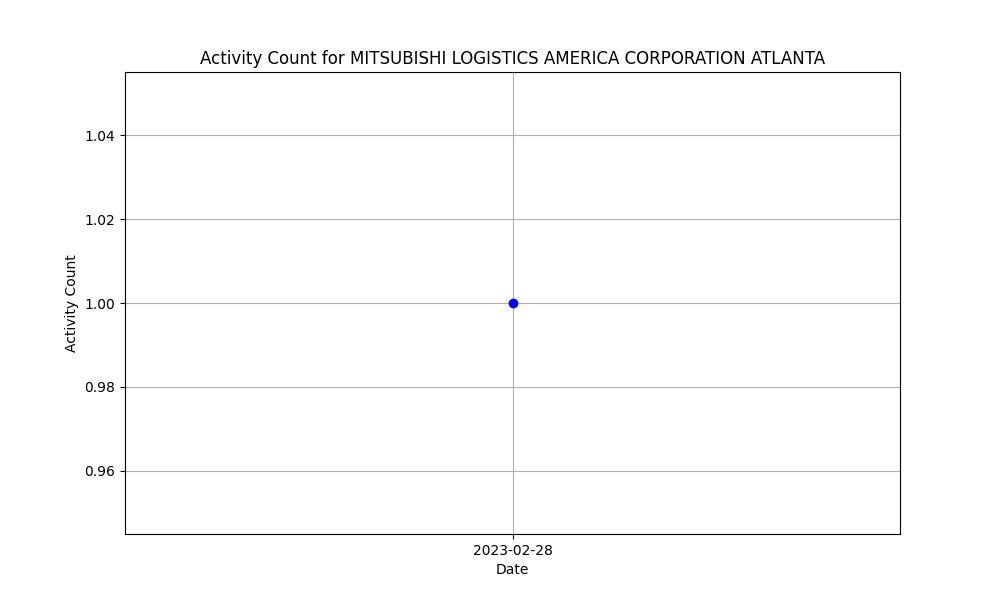 Activity Count for MITSUBISHI LOGISTICS AMERICA CORPORATION ATLANTA
1.04
1.02
1.00
0.98
0.96
Activity Count
2023-02-28
Date